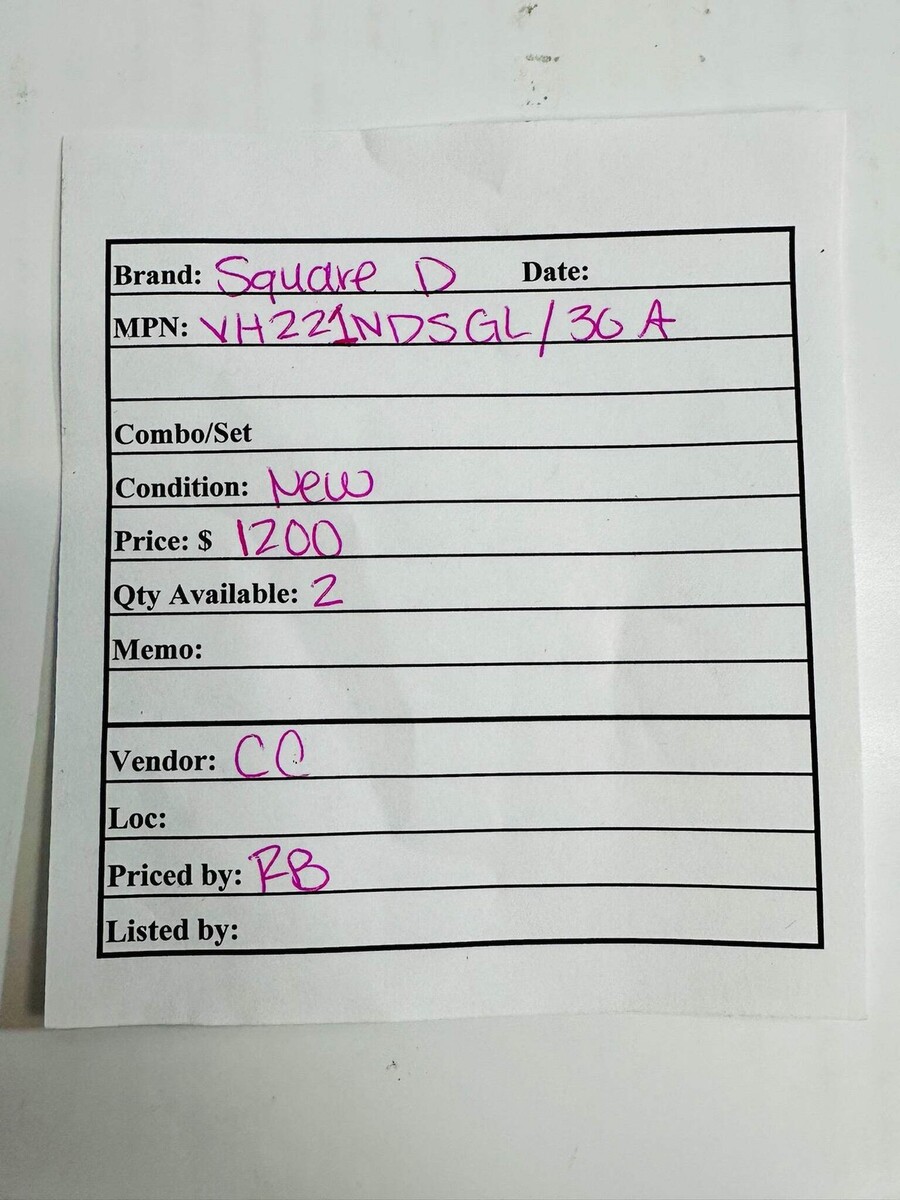 Brand: Square D Date:
MPN: VH221NDSGL/30A
Combo/Set
Condition: New
Price: $ 1200
Qty Available: 2
Memo:
Vendor: CC
Loc:
Priced by: RB
Listed by: